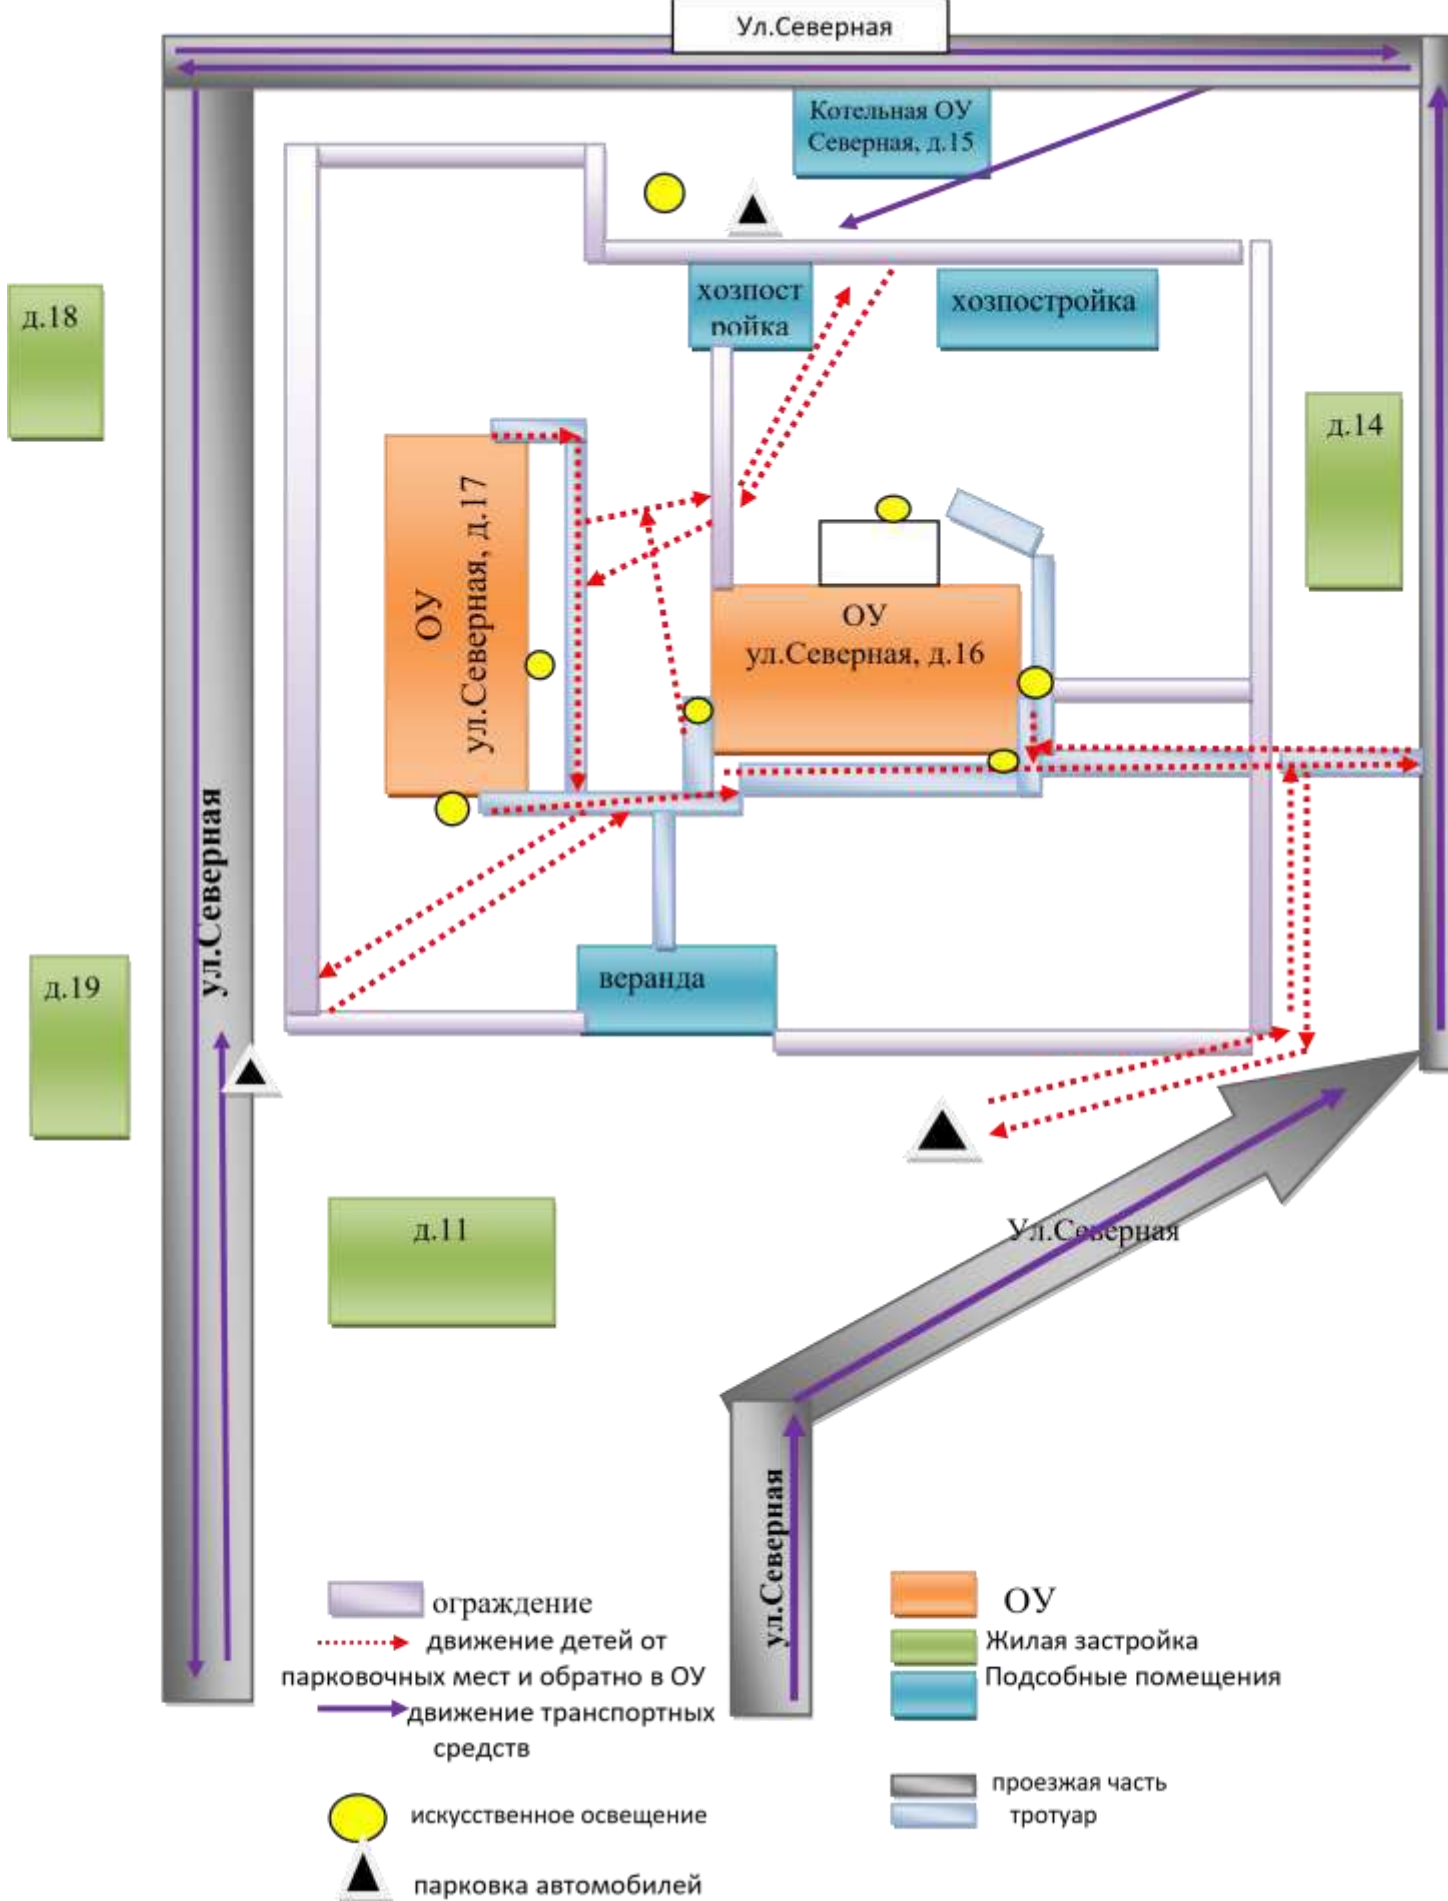 Ул.Северная
Котельная ОУ
Северная, д.15
хозпост
ройка
хозпостройка
д.18
д.14
ОУ
ул.Северная, д.17
ОУ
ул.Северная, д.16
ул.Северная
д.19
веранда
д.11
Ул.Северная
ул.Северная
ограждение
движение детей от
парковочных мест и обратно в ОУ
движение транспортных
средств
искусственное освещение
парковка автомобилей
ОУ
Жилая застройка
Подсобные помещения
проезжая часть
тротуар